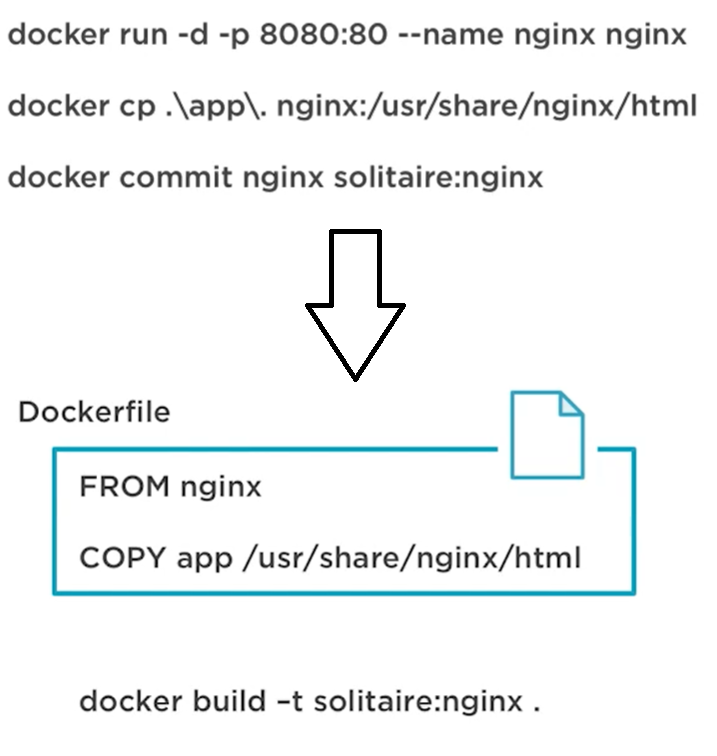 docker run -d -p 8080:80 --name nginx nginx
docker cp .\app\. nginx:/usr/share/nginx/html
docker commit nginx solitaire:nginx
Dockerfile
FROM nginx
COPY app /usr/share/nginx/html
docker build –t solitaire:nginx .